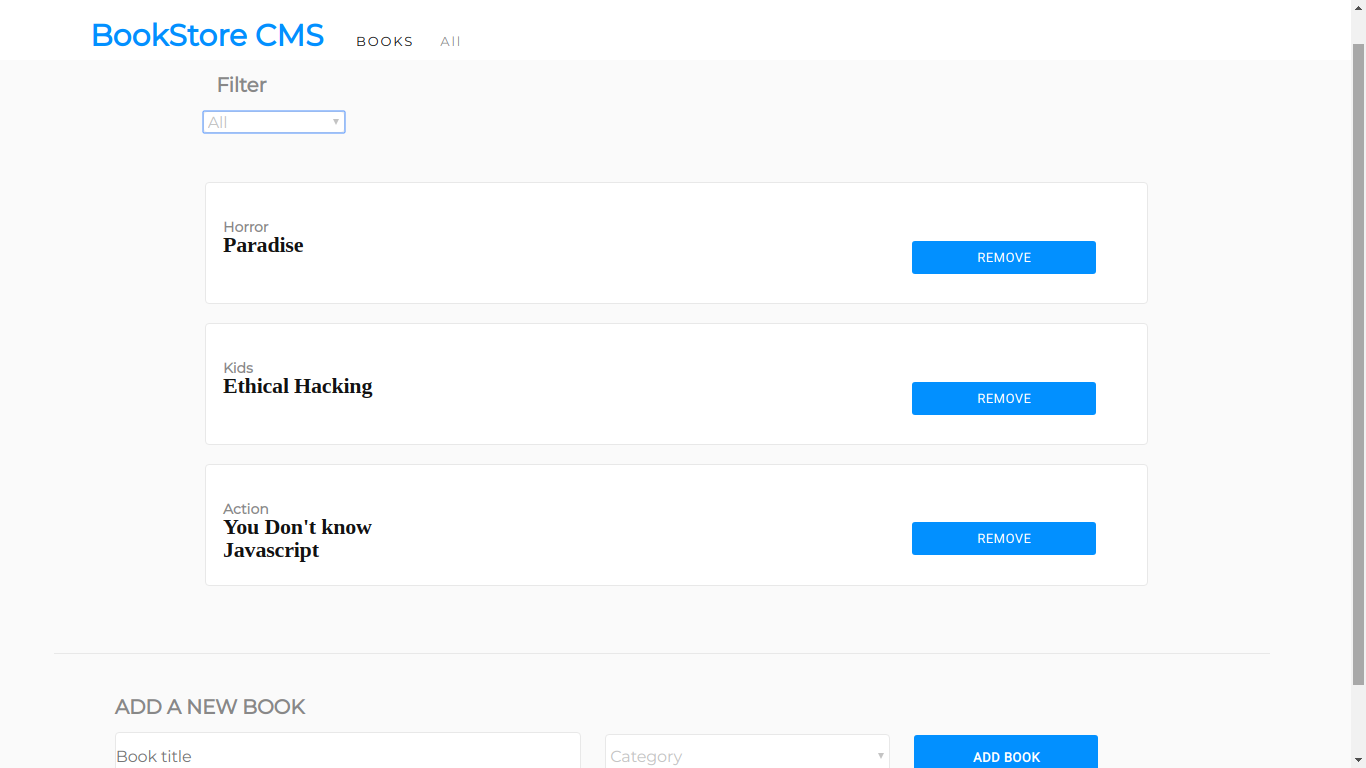 BookStore CMS BOOKS All
Filter
All
Horror
Paradise
REMOVE
Kids
Ethical Hacking
REMOVE
Action
You Don't know
Javascript
REMOVE
ADD A NEW BOOK
Book title
Category
ADD BOOK